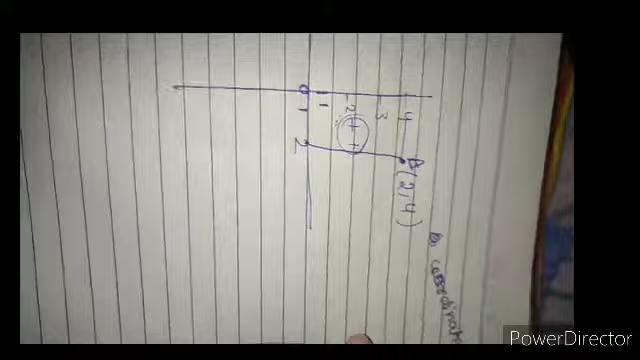 B(2,4)
4
3
2 + +
1
0 1 2
PowerDirector